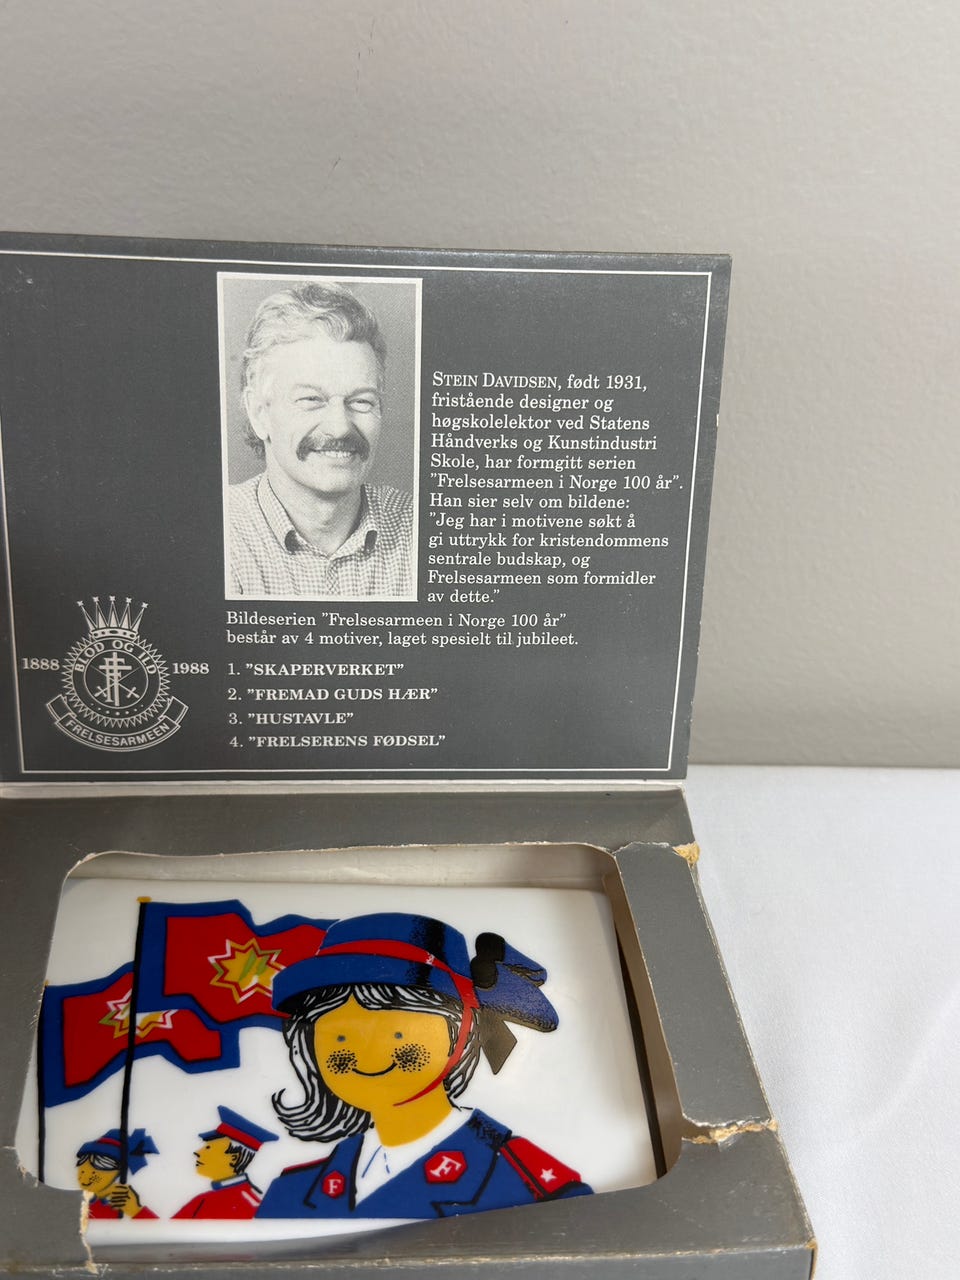 STEIN DAVIDSEN, født 1931,
fristående designer og
høgskolelektor ved Statens
Håndverks og Kunstindustri
Skole, har formgitt serien
"Frelsesarmeen i Norge 100 år".
Han sier selv om bildene:
"Jeg har i motivene søkt å
gi uttrykk for kristendommens
sentrale budskap, og
Frelsesarmeen som formidler
av dette."
Bildeserien "Frelsesarmeen i Norge 100 år"
består av 4 motiver, laget spesielt til jubileet.
1. "SKAPERVERKET"
2. "FREMAD GUDS HÆR"
3. "HUSTAVLE"
4. "FRELSERENS FØDSEL"
1888
BLOD OG ILD
1988
FRELSESARMEEN
F
F